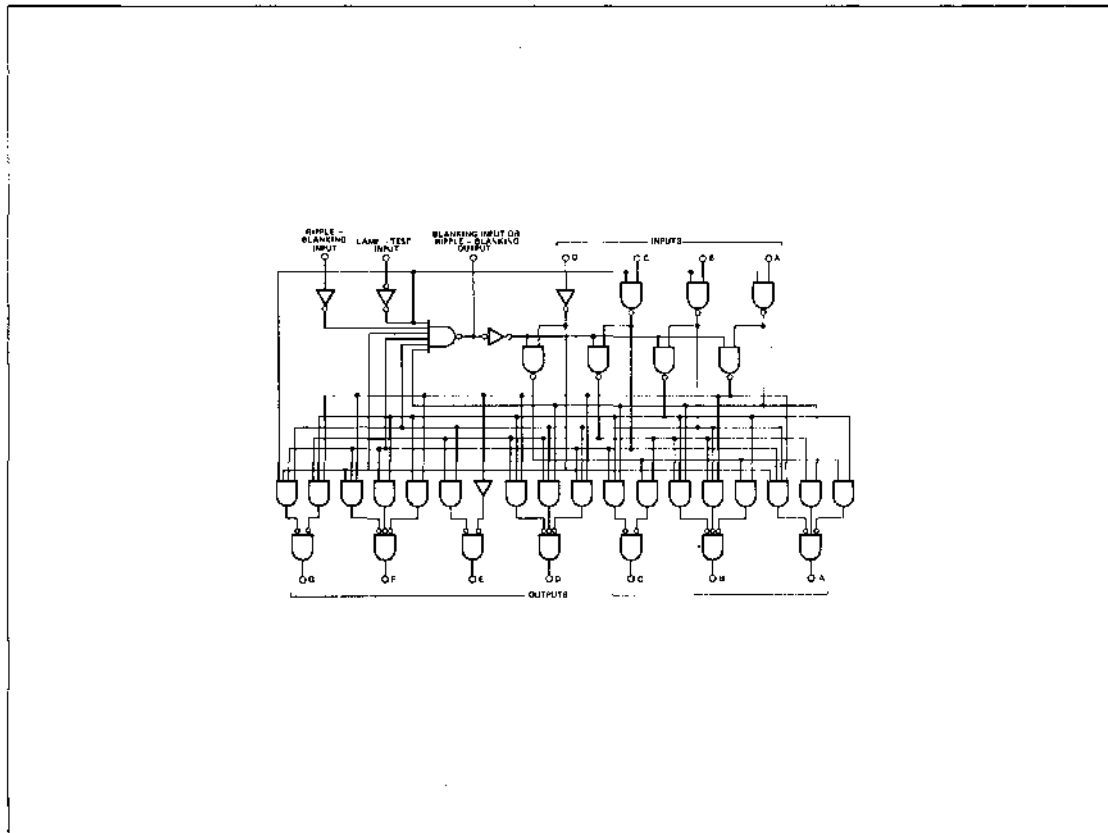 RIPPLE -
BLANKING
INPUT
LAMP - TEST
INPUT
BLANKING INPUT OR
RIPPLE - BLANKING
OUTPUT
INPUTS
D
C
B
A
G
F
E
D
C
B
A
OUTPUTS